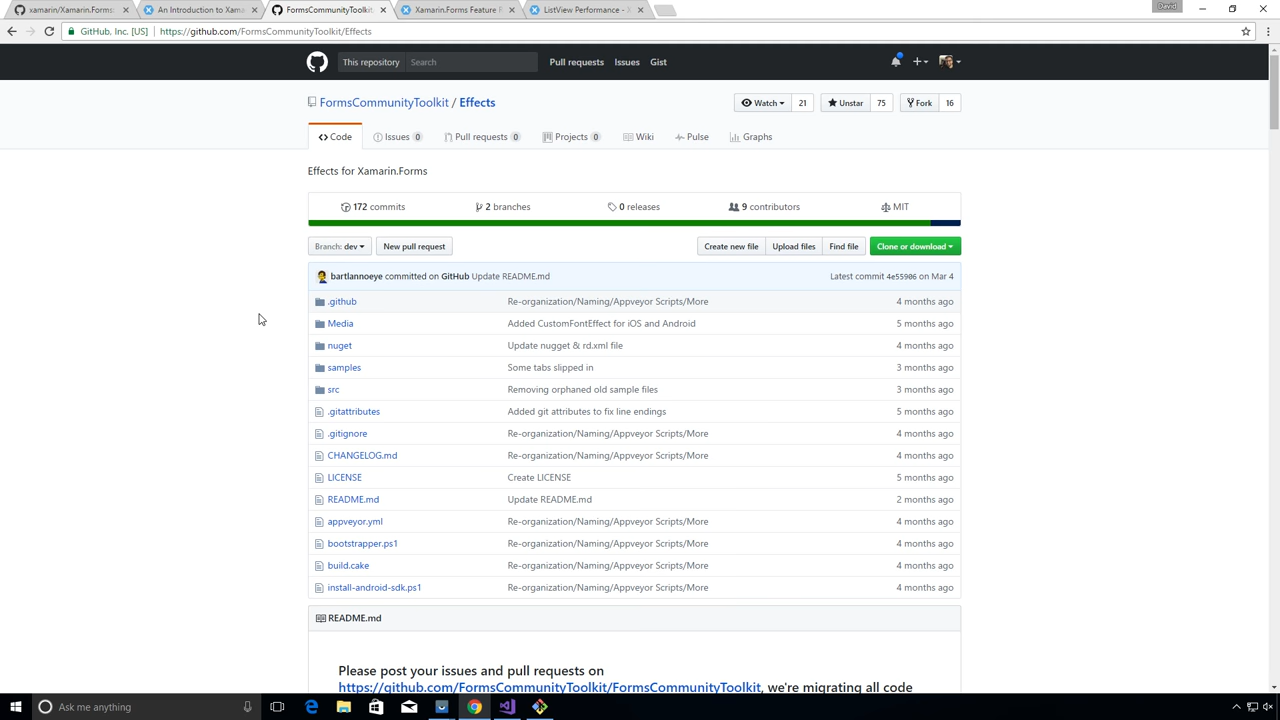 xamarin/Xamarin.Forms:
An Introduction to Xama
FormsCommunityToolkit.
Xamarin.Forms Feature R
ListView Performance - X
David
GitHub, Inc. [US]
https://github.com/FormsCommunityToolkit/Effects
This repository
Search
Pull requests
Issues
Gist
FormsCommunityToolkit / Effects
Watch
21
Unstar
75
Fork
16
Code
Issues 0
Pull requests 0
Projects 0
Wiki
Pulse
Graphs
Effects for Xamarin.Forms
172 commits
2 branches
0 releases
9 contributors
MIT
Branch: dev
New pull request
Create new file
Upload files
Find file
Clone or download
bartlannoeye committed on GitHub Update README.md
Latest commit 4e55906 on Mar 4
.github
Re-organization/Naming/Appveyor Scripts/More
4 months ago
Media
Added CustomFontEffect for iOS and Android
5 months ago
nuget
Update nugget & rd.xml file
4 months ago
samples
Some tabs slipped in
3 months ago
src
Removing orphaned old sample files
3 months ago
.gitattributes
Added git attributes to fix line endings
5 months ago
.gitignore
Re-organization/Naming/Appveyor Scripts/More
4 months ago
CHANGELOG.md
Re-organization/Naming/Appveyor Scripts/More
4 months ago
LICENSE
Create LICENSE
5 months ago
README.md
Update README.md
2 months ago
appveyor.yml
Re-organization/Naming/Appveyor Scripts/More
4 months ago
bootstrapper.ps1
Re-organization/Naming/Appveyor Scripts/More
4 months ago
build.cake
Re-organization/Naming/Appveyor Scripts/More
4 months ago
install-android-sdk.ps1
Re-organization/Naming/Appveyor Scripts/More
4 months ago
README.md
Please post your issues and pull requests on
https://github.com/FormsCommunityToolkit/FormsCommunityToolkit, we're migrating all code
Ask me anything